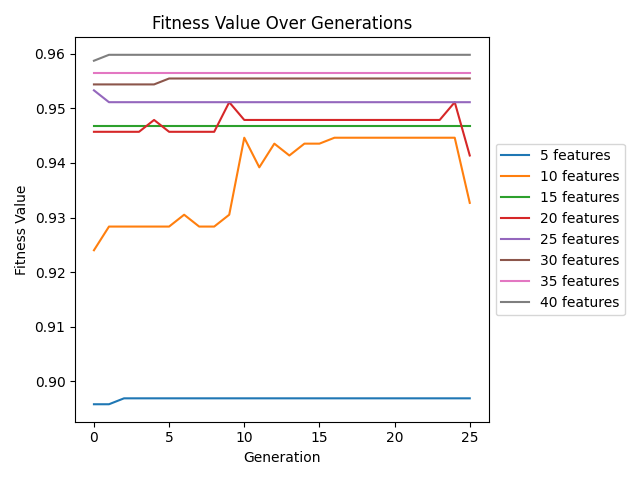 Fitness Value Over Generations
Fitness Value
0.96
0.95
0.94
0.93
0.92
0.91
0.90
0
5
10
15
20
25
Generation
5 features
10 features
15 features
20 features
25 features
30 features
35 features
40 features